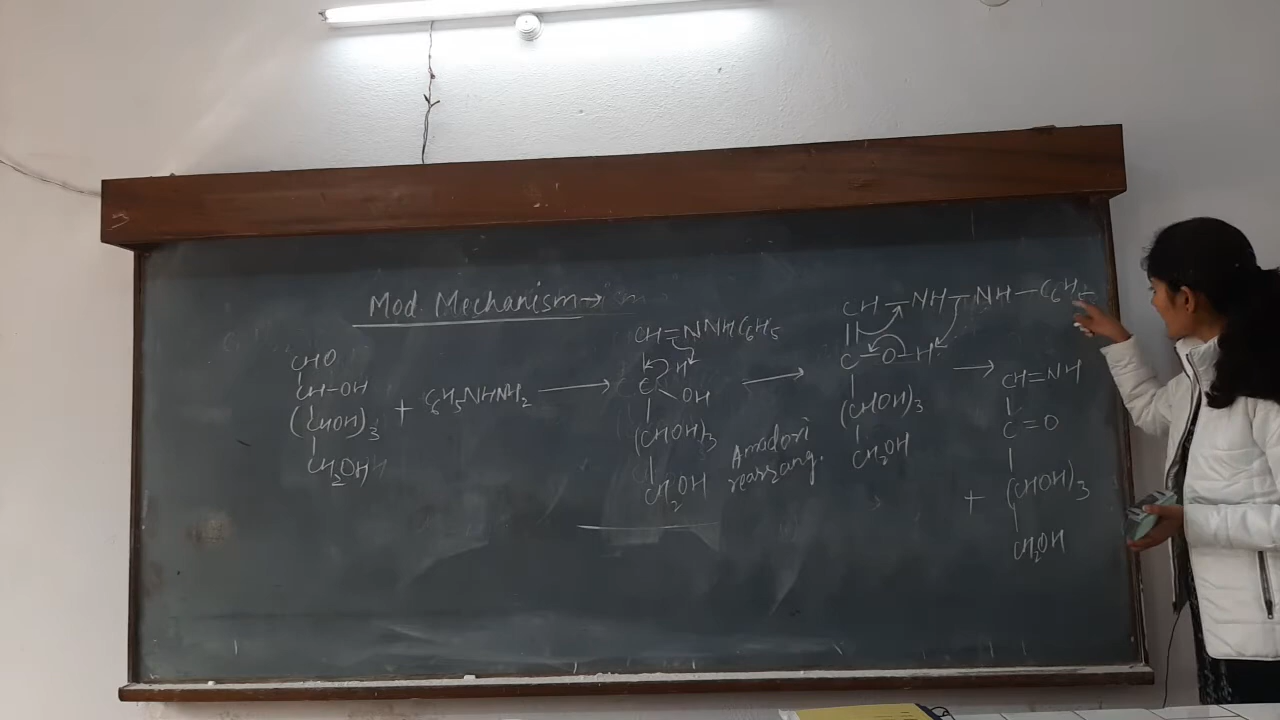 Mod. Mechanism →
CHO
CH-OH
(CHOH)3
CH2OH
+ C6H5NHNH2 →
CH=NNHC6H5
H
C OH
(CHOH)3
CH2OH
→
Amadori
rearrang.
CH-NH-NH-C6H5
C-O-H
(CHOH)3
CH2OH
→
CH=NH
C=O
+ (CHOH)3
CH2OH